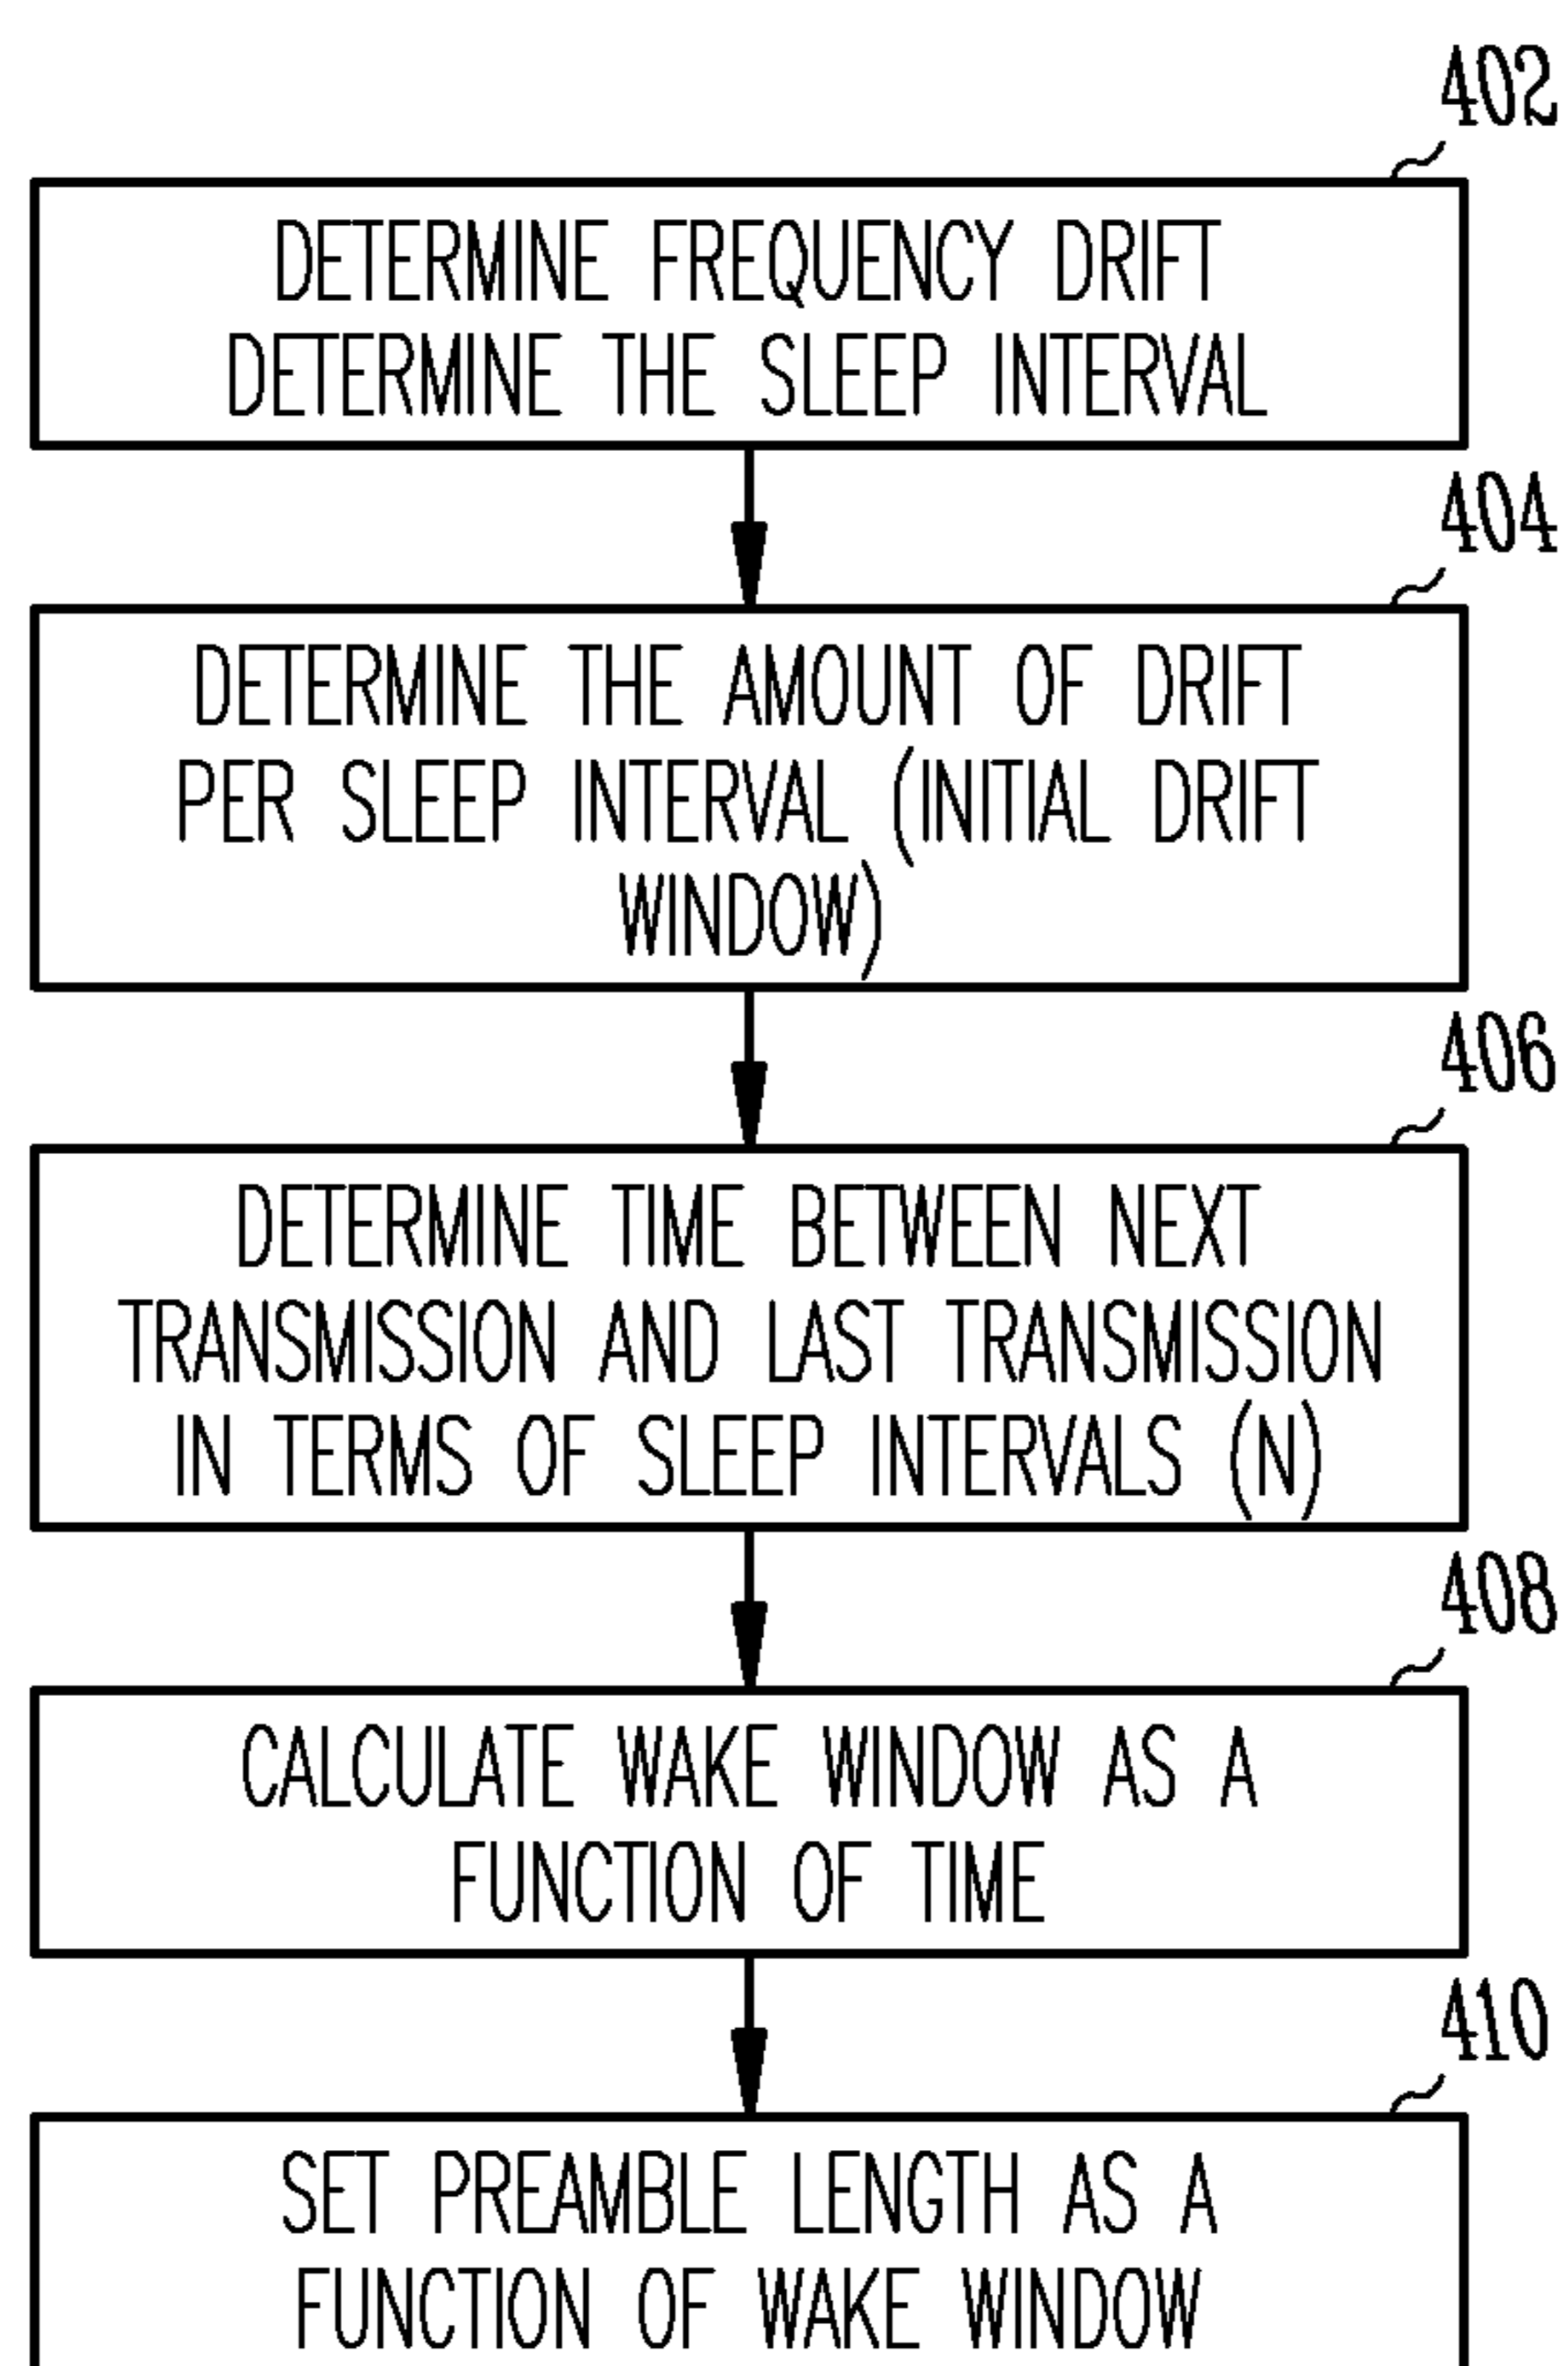 402
DETERMINE FREQUENCY DRIFT
DETERMINE THE SLEEP INTERVAL
404
DETERMINE THE AMOUNT OF DRIFT
PER SLEEP INTERVAL (INITIAL DRIFT
WINDOW)
406
DETERMINE TIME BETWEEN NEXT
TRANSMISSION AND LAST TRANSMISSION
IN TERMS OF SLEEP INTERVALS (N)
408
CALCULATE WAKE WINDOW AS A
FUNCTION OF TIME
410
SET PREAMBLE LENGTH AS A
FUNCTION OF WAKE WINDOW